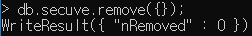 > db.secuve.remove({});
WriteResult({ "nRemoved" : 0 })